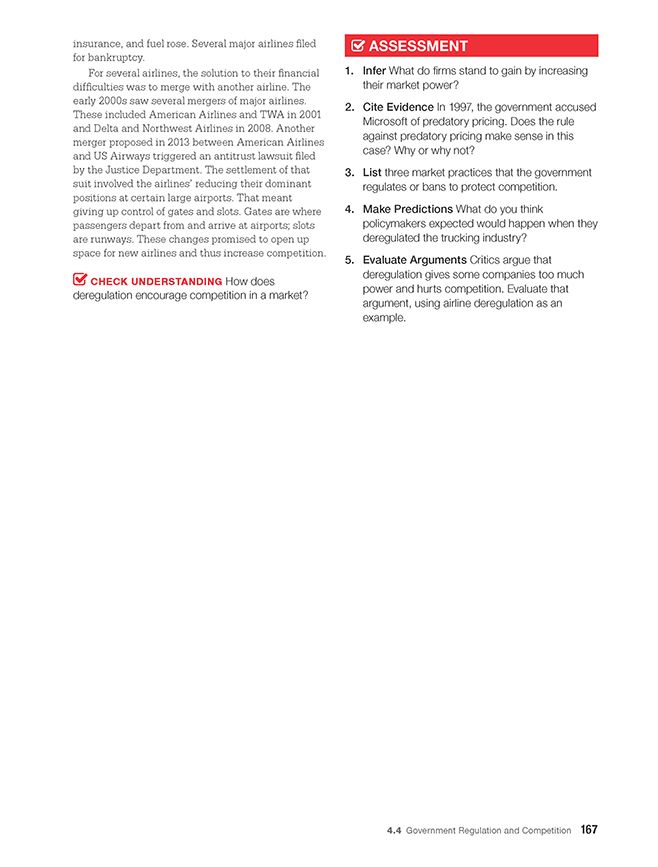 insurance, and fuel rose. Several major airlines filed
for bankruptcy.
For several airlines, the solution to their financial
difficulties was to merge with another airline. The
early 2000s saw several mergers of major airlines.
These included American Airlines and TWA in 2001
and Delta and Northwest Airlines in 2008. Another
merger proposed in 2013 between American Airlines
and US Airways triggered an antitrust lawsuit filed
by the Justice Department. The settlement of that
suit involved the airlines’ reducing their dominant
positions at certain large airports. That meant
giving up control of gates and slots. Gates are where
passengers depart from and arrive at airports; slots
are runways. These changes promised to open up
space for new airlines and thus increase competition.
CHECK UNDERSTANDING How does
deregulation encourage competition in a market?
ASSESSMENT
1. Infer What do firms stand to gain by increasing
their market power?
2. Cite Evidence In 1997, the government accused
Microsoft of predatory pricing. Does the rule
against predatory pricing make sense in this
case? Why or why not?
3. List three market practices that the government
regulates or bans to protect competition.
4. Make Predictions What do you think
policymakers expected would happen when they
deregulated the trucking industry?
5. Evaluate Arguments Critics argue that
deregulation gives some companies too much
power and hurts competition. Evaluate that
argument, using airline deregulation as an
example.
4.4 Government Regulation and Competition 167